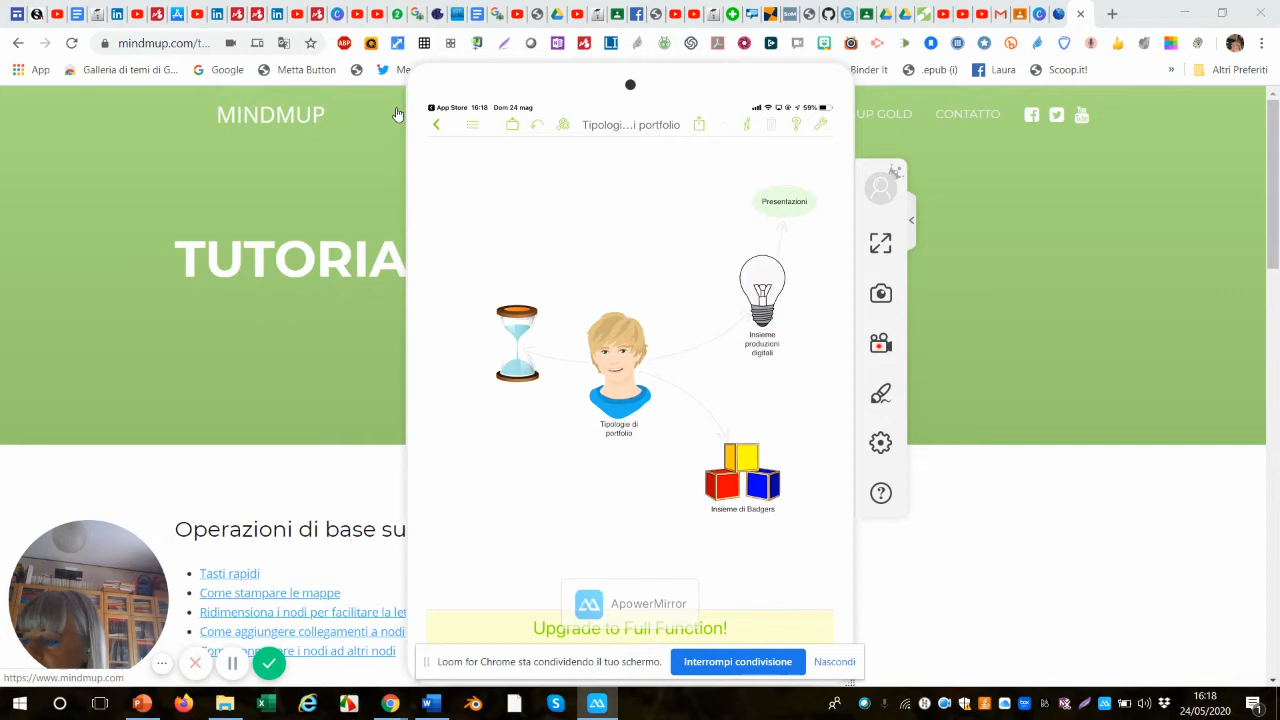 mindmup.com/t...
App
Galleria di temi di G...
Google
Metta Button
Me
Binder It
.epub (i)
Laura
Scoop.it!
»
Altri Preferiti
MINDMUP
UP GOLD
CONTATTO
App Store 16:18 Dom 24 mag
59%
Tipologi...i portfolio
TUTORIA
Presentazioni
Insieme
produzioni
digitali
Tipologie di
portfolio
Insieme di Badgers
Operazioni di base su
Tasti rapidi
Come stampare le mappe
Ridimensiona i nodi per facilitare la let
Come aggiungere collegamenti a nodi
i nodi ad altri nodi
ApowerMirror
Upgrade to Full Function!
Loom for Chrome sta condividendo il tuo schermo.
Interrompi condivisione
Nascondi
https://www.mindmup.com
16:18
24/05/2020